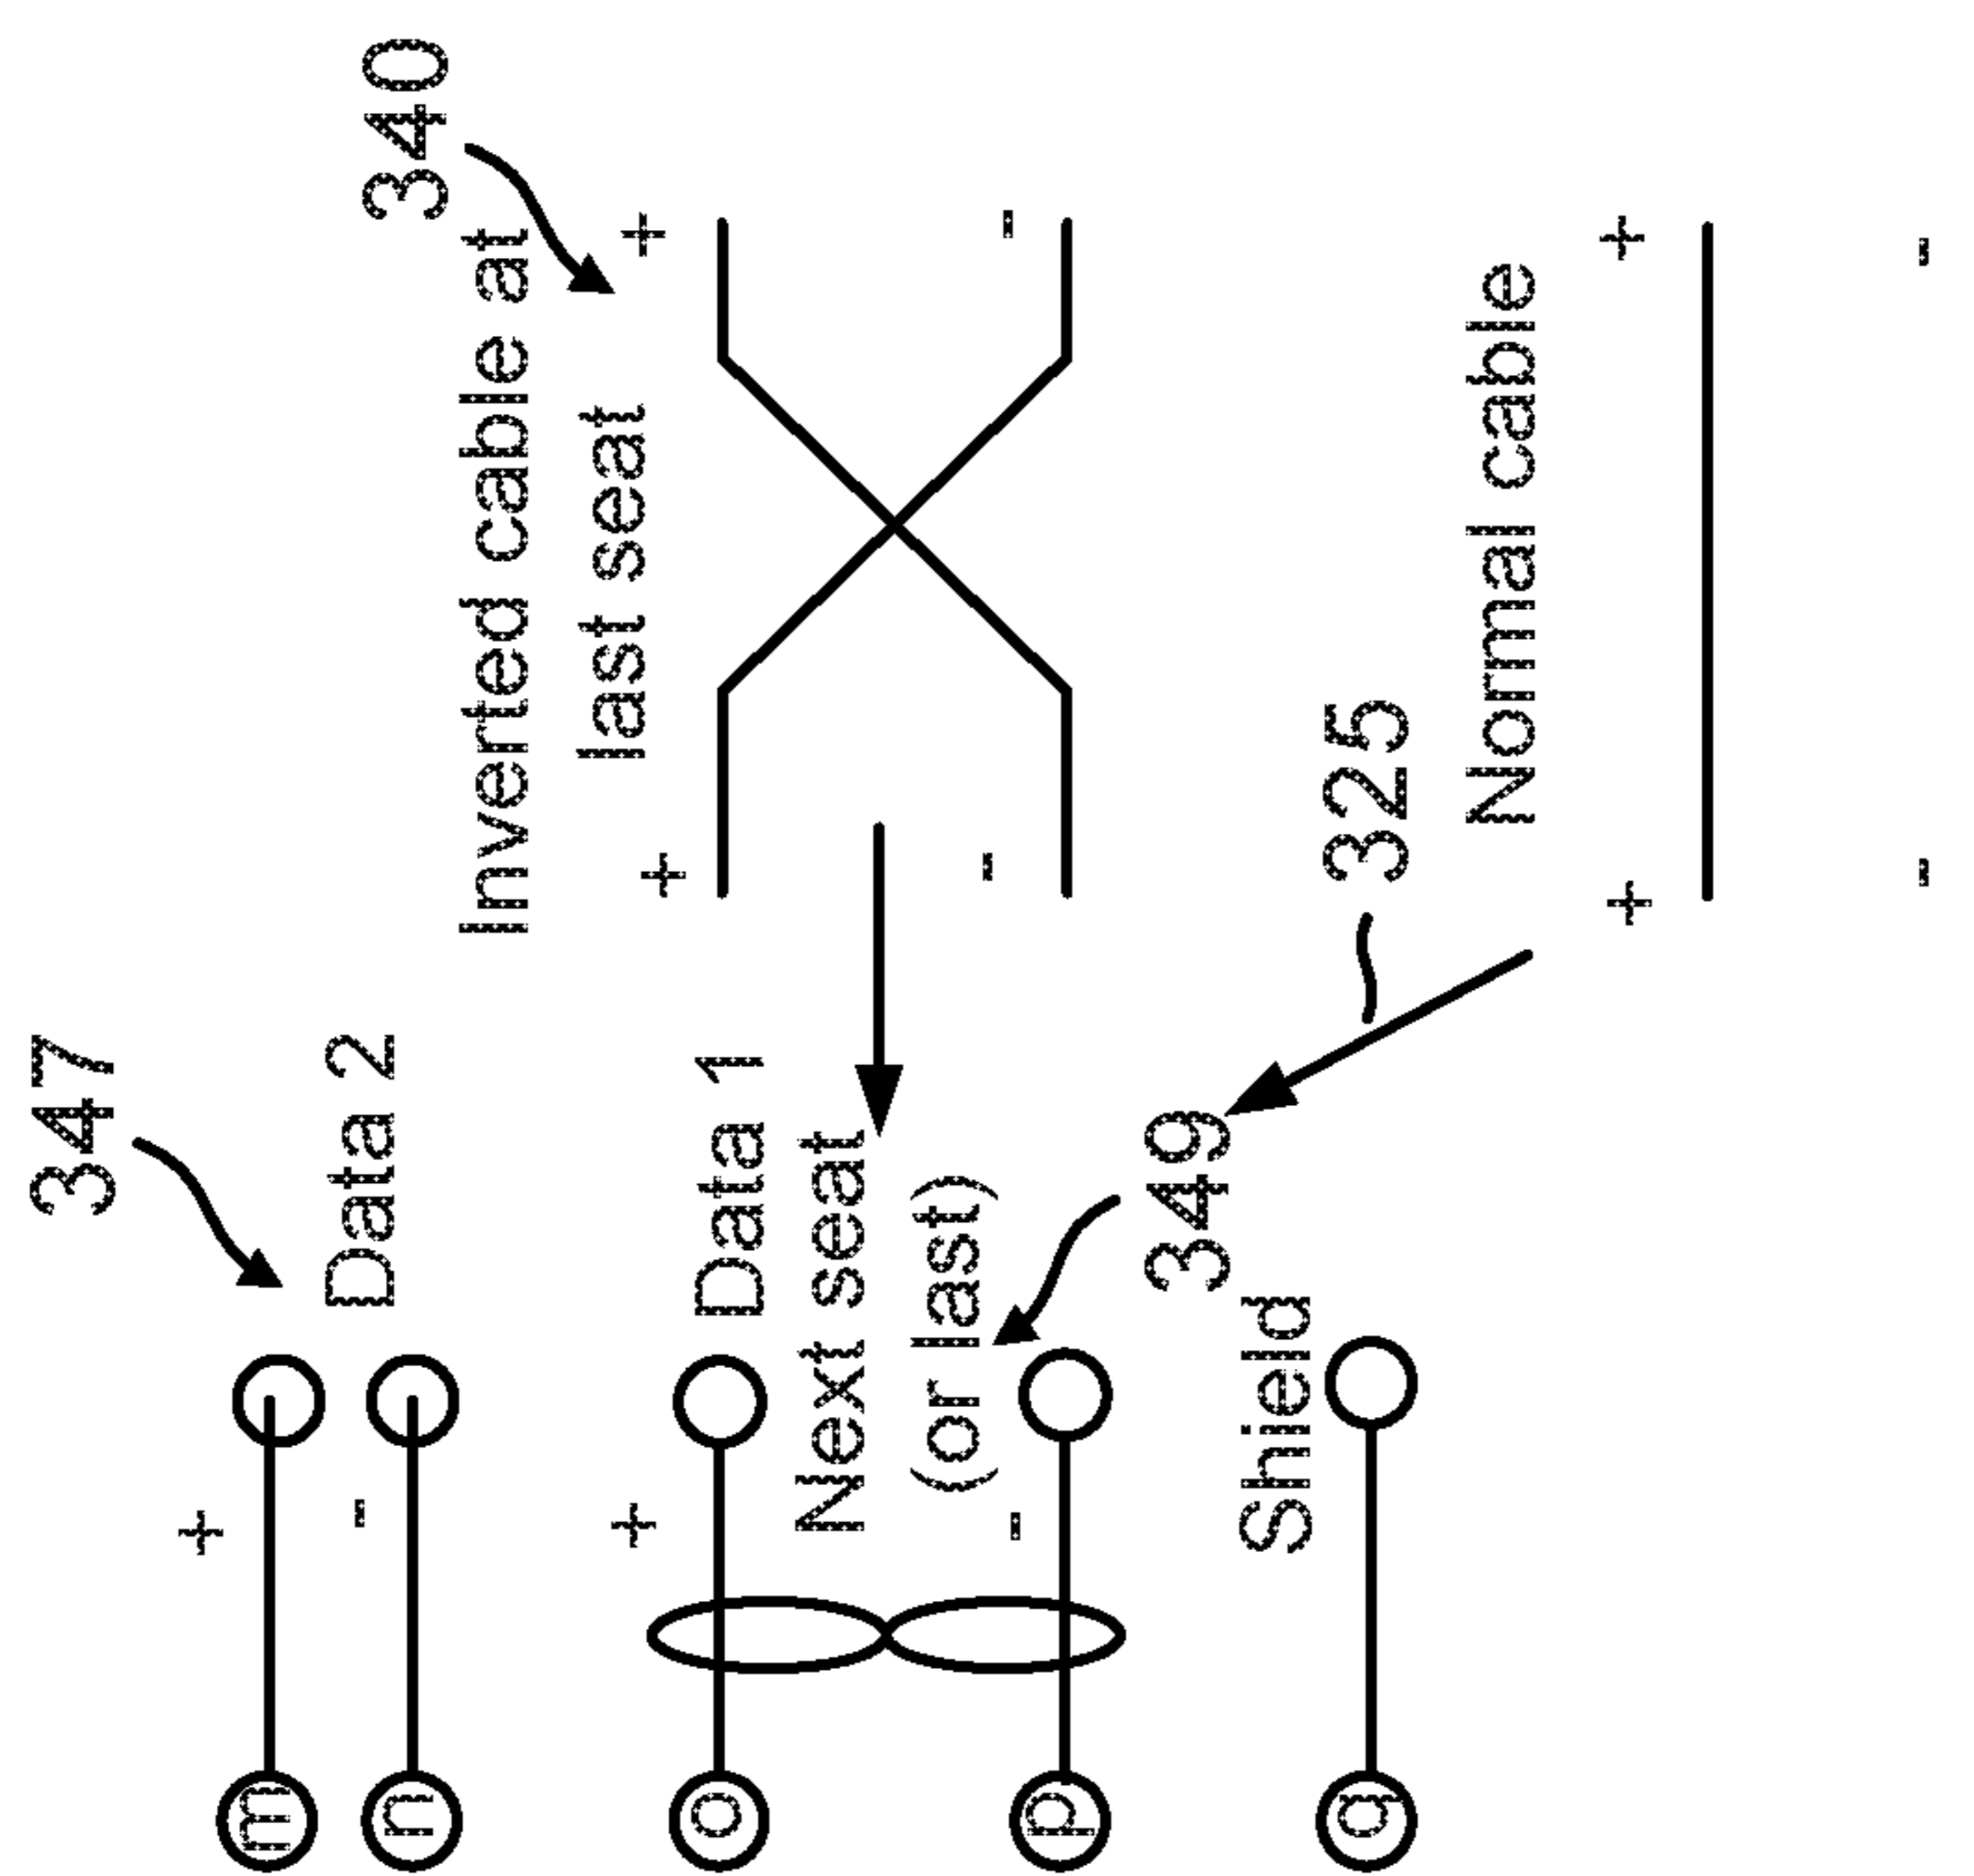 347
+
m
Data 2
-
n
340
Inverted cable at
last seat
+ + +
o
Data 1
Next seat
(or last)
- - -
p
349
Shield
q
325
Normal cable
+ +
- -